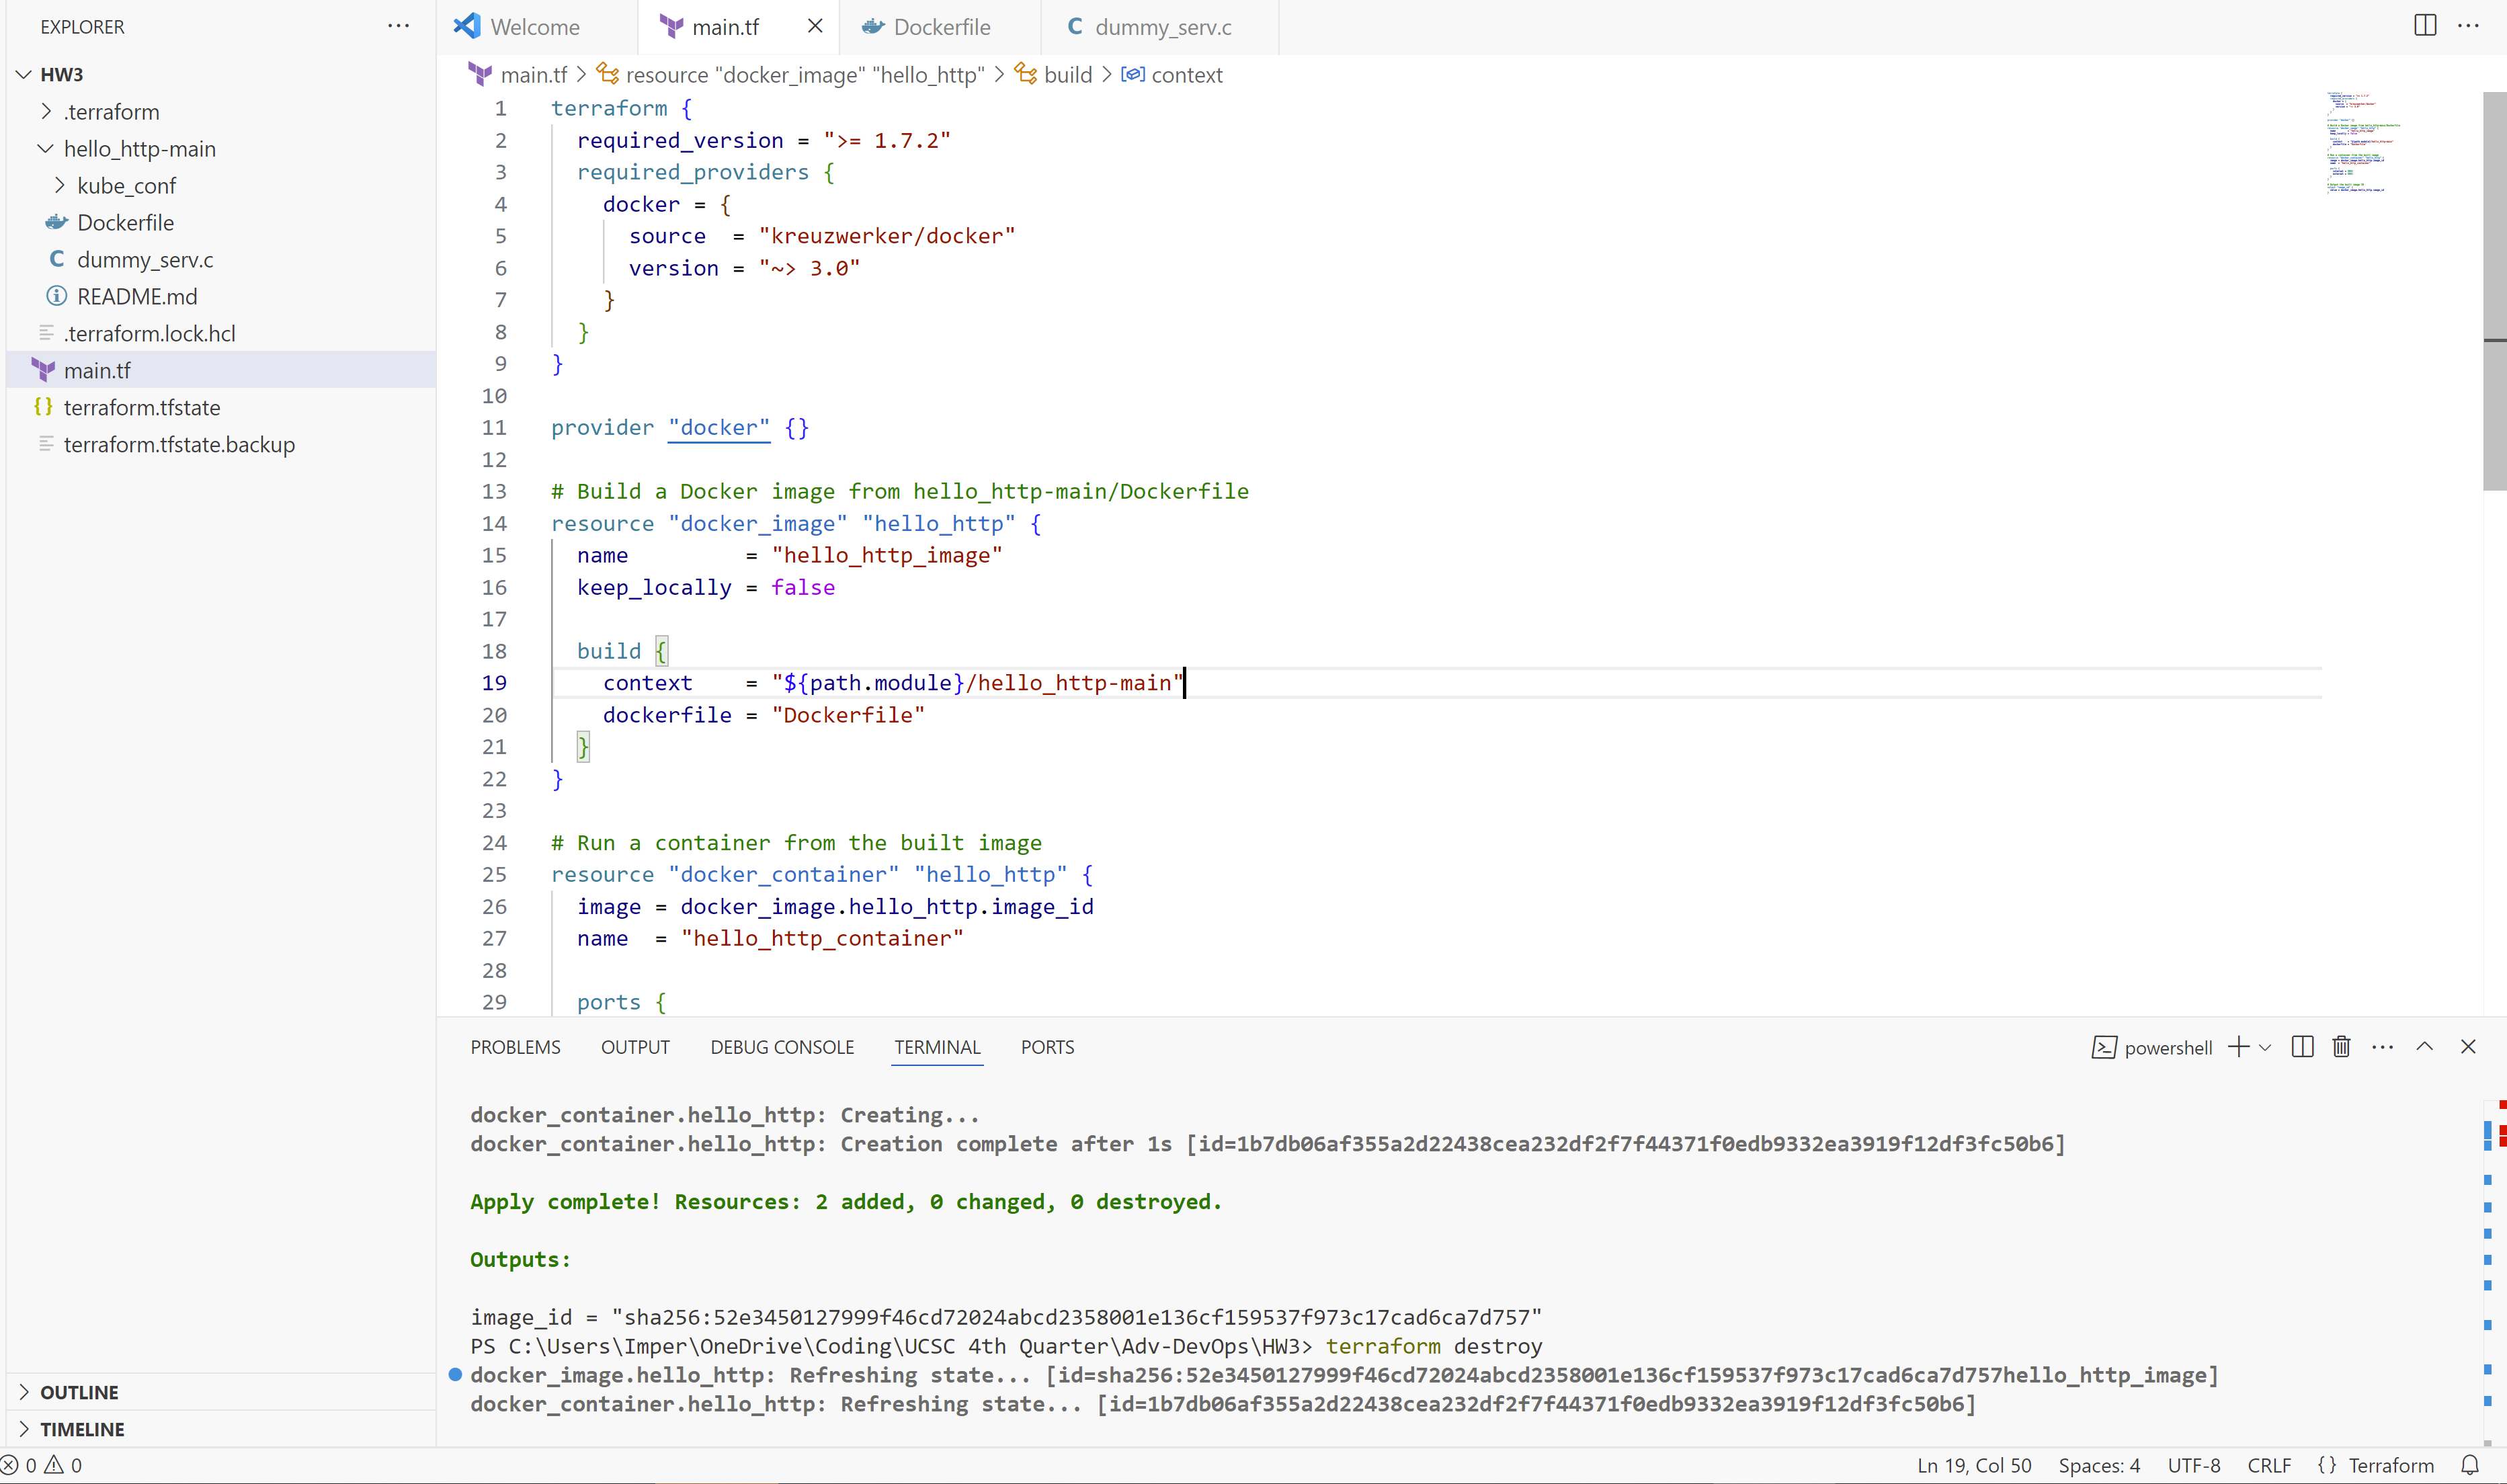 EXPLORER
HW3
.terraform
hello_http-main
kube_conf
Dockerfile
dummy_serv.c
README.md
.terraform.lock.hcl
main.tf
terraform.tfstate
terraform.tfstate.backup
OUTLINE
TIMELINE
Welcome
main.tf
Dockerfile
dummy_serv.c
main.tf > resource "docker_image" "hello_http" > build > context
1 terraform {
2 required_version = ">= 1.7.2"
3 required_providers {
4 docker = {
5 source  = "kreuzwerker/docker"
6 version = "~> 3.0"
7 }
8 }
9 }
10
11 provider "docker" {}
12
13 # Build a Docker image from hello_http-main/Dockerfile
14 resource "docker_image" "hello_http" {
15 name         = "hello_http_image"
16 keep_locally = false
17
18 build {
19 context    = "${path.module}/hello_http-main"
20 dockerfile = "Dockerfile"
21 }
22 }
23
24 # Run a container from the built image
25 resource "docker_container" "hello_http" {
26 image = docker_image.hello_http.image_id
27 name  = "hello_http_container"
28
29 ports {
PROBLEMS OUTPUT DEBUG CONSOLE TERMINAL PORTS
powershell
docker_container.hello_http: Creating...
docker_container.hello_http: Creation complete after 1s [id=1b7db06af355a2d22438cea232df2f7f44371f0edb9332ea3919f12df3fc50b6]
Apply complete! Resources: 2 added, 0 changed, 0 destroyed.
Outputs:
image_id = "sha256:52e3450127999f46cd72024abcd2358001e136cf159537f973c17cad6ca7d757"
PS C:\Users\Imper\OneDrive\Coding\UCSC 4th Quarter\Adv-DevOps\HW3> terraform destroy
docker_image.hello_http: Refreshing state... [id=sha256:52e3450127999f46cd72024abcd2358001e136cf159537f973c17cad6ca7d757hello_http_image]
docker_container.hello_http: Refreshing state... [id=1b7db06af355a2d22438cea232df2f7f44371f0edb9332ea3919f12df3fc50b6]
0 0
Ln 19, Col 50 Spaces: 4 UTF-8 CRLF {} Terraform